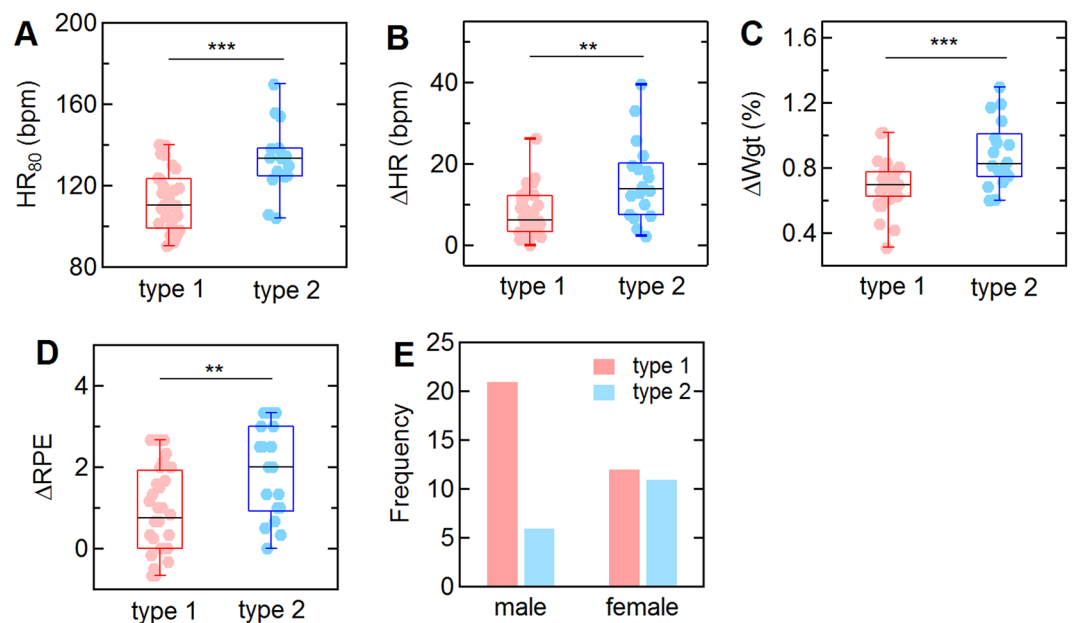 A
HR80 (bpm)
200
160
120
80
***
type 1
type 2
B
ΔHR (bpm)
40
20
0
**
type 1
type 2
C
ΔWgt (%)
1.6
1.2
0.8
0.4
***
type 1
type 2
D
ΔRPE
4
2
0
**
type 1
type 2
E
Frequency
25
20
15
10
5
0
type 1
type 2
male
female